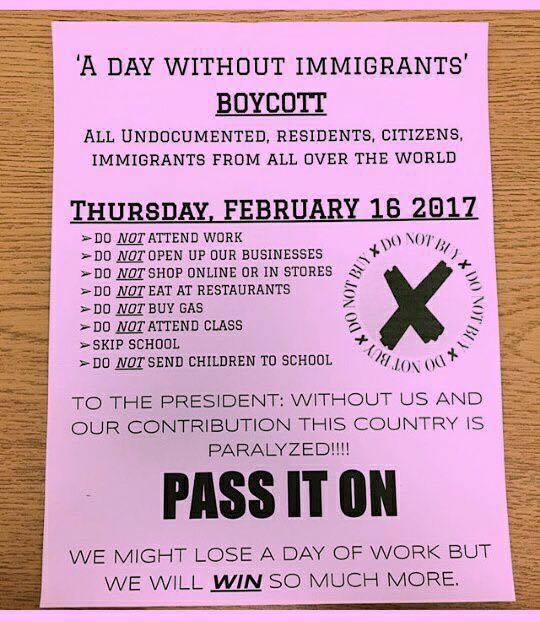 ‘A DAY WITHOUT IMMIGRANTS’
BOYCOTT
ALL UNDOCUMENTED, RESIDENTS, CITIZENS,
IMMIGRANTS FROM ALL OVER THE WORLD
THURSDAY, FEBRUARY 16 2017
➢DO NOT ATTEND WORK
➢DO NOT OPEN UP OUR BUSINESSES
➢DO NOT SHOP ONLINE OR IN STORES
➢DO NOT EAT AT RESTAURANTS
➢DO NOT BUY GAS
➢DO NOT ATTEND CLASS
➢SKIP SCHOOL
➢DO NOT SEND CHILDREN TO SCHOOL
DO NOT BUY X DO NOT BUY X DO NOT BUY X DO NOT BUY X
X
TO THE PRESIDENT: WITHOUT US AND
OUR CONTRIBUTION THIS COUNTRY IS
PARALYZED!!!!
PASS IT ON
WE MIGHT LOSE A DAY OF WORK BUT
WE WILL WIN SO MUCH MORE.